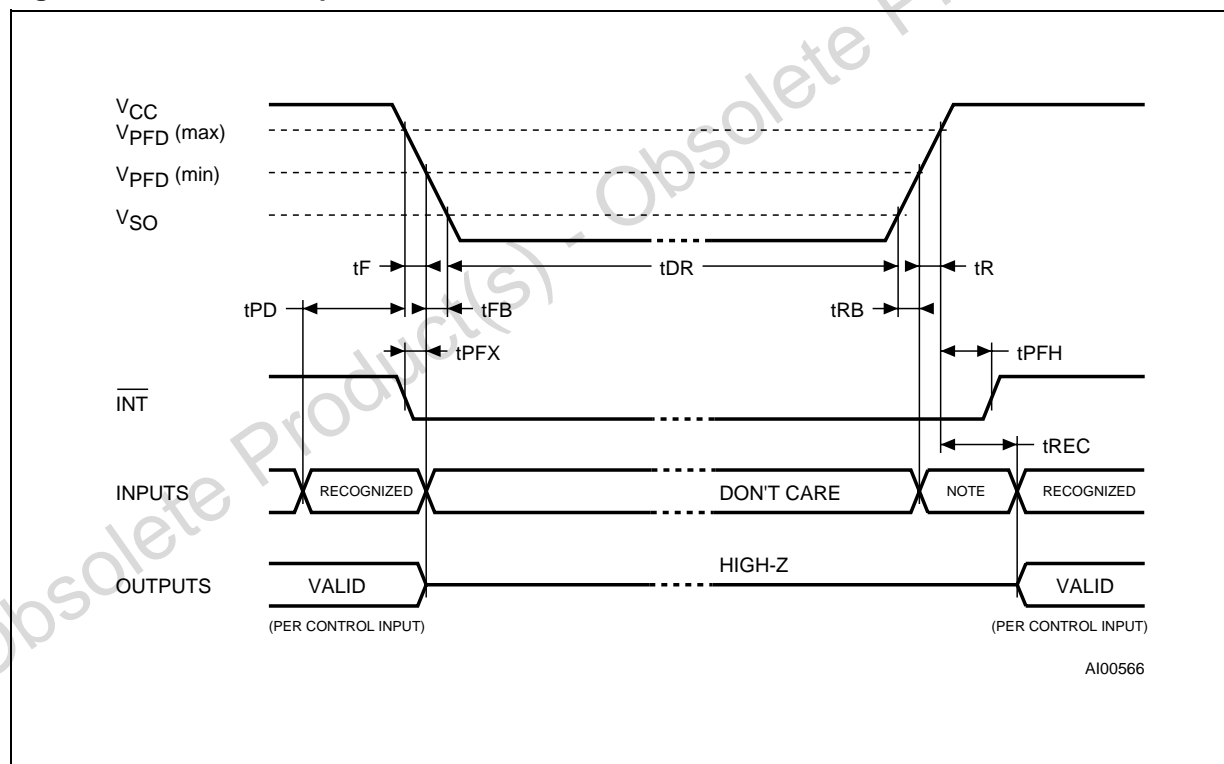 Obsolete Product(s) - Obsolete P
VCC
VPFD (max)
VPFD (min)
VSO
tF
tDR
tR
tPD
tFB
tRB
tPFX
tPFH
INT
tREC
INPUTS
RECOGNIZED
DON'T CARE
NOTE
RECOGNIZED
HIGH-Z
OUTPUTS
VALID
VALID
(PER CONTROL INPUT)
(PER CONTROL INPUT)
AI00566